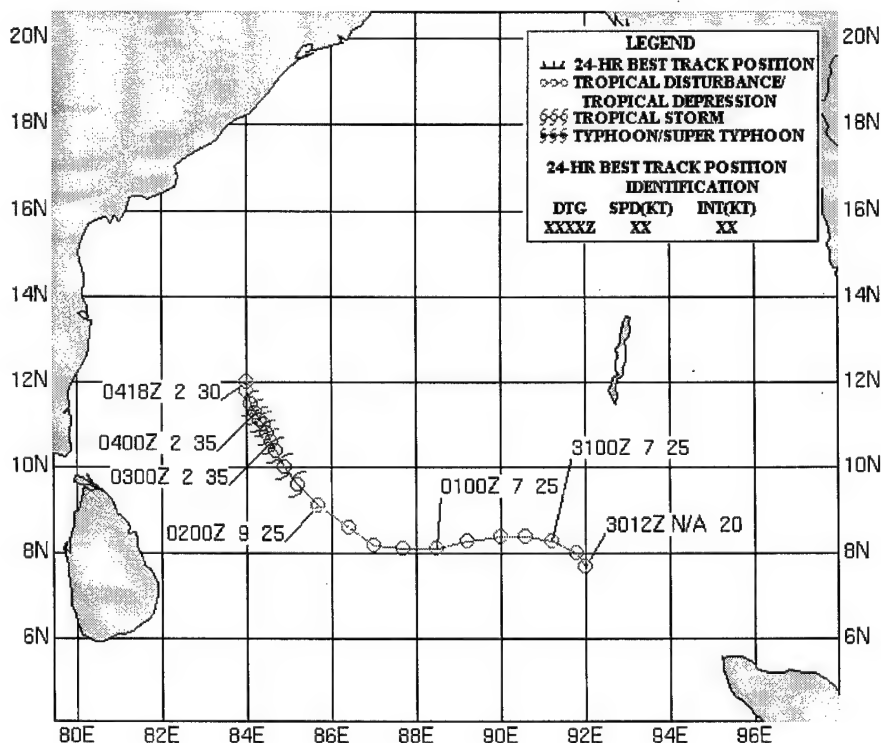 20N 20N
LEGEND
24-HR BEST TRACK POSITION
TROPICAL DISTURBANCE/
TROPICAL DEPRESSION
TROPICAL STORM
TYPHOON/SUPER TYPHOON
18N 18N
24-HR BEST TRACK POSITION
IDENTIFICATION
DTG SPD(KT) INT(KT)
XXXXZ XX XX
16N 16N
14N 14N
12N 12N
0418Z 2 30
0400Z 2 35
3100Z 7 25
10N 10N
0300Z 2 35
0100Z 7 25
0200Z 9 25
3012Z N/A 20
8N 8N
6N 6N
80E 82E 84E 86E 88E 90E 92E 94E 96E